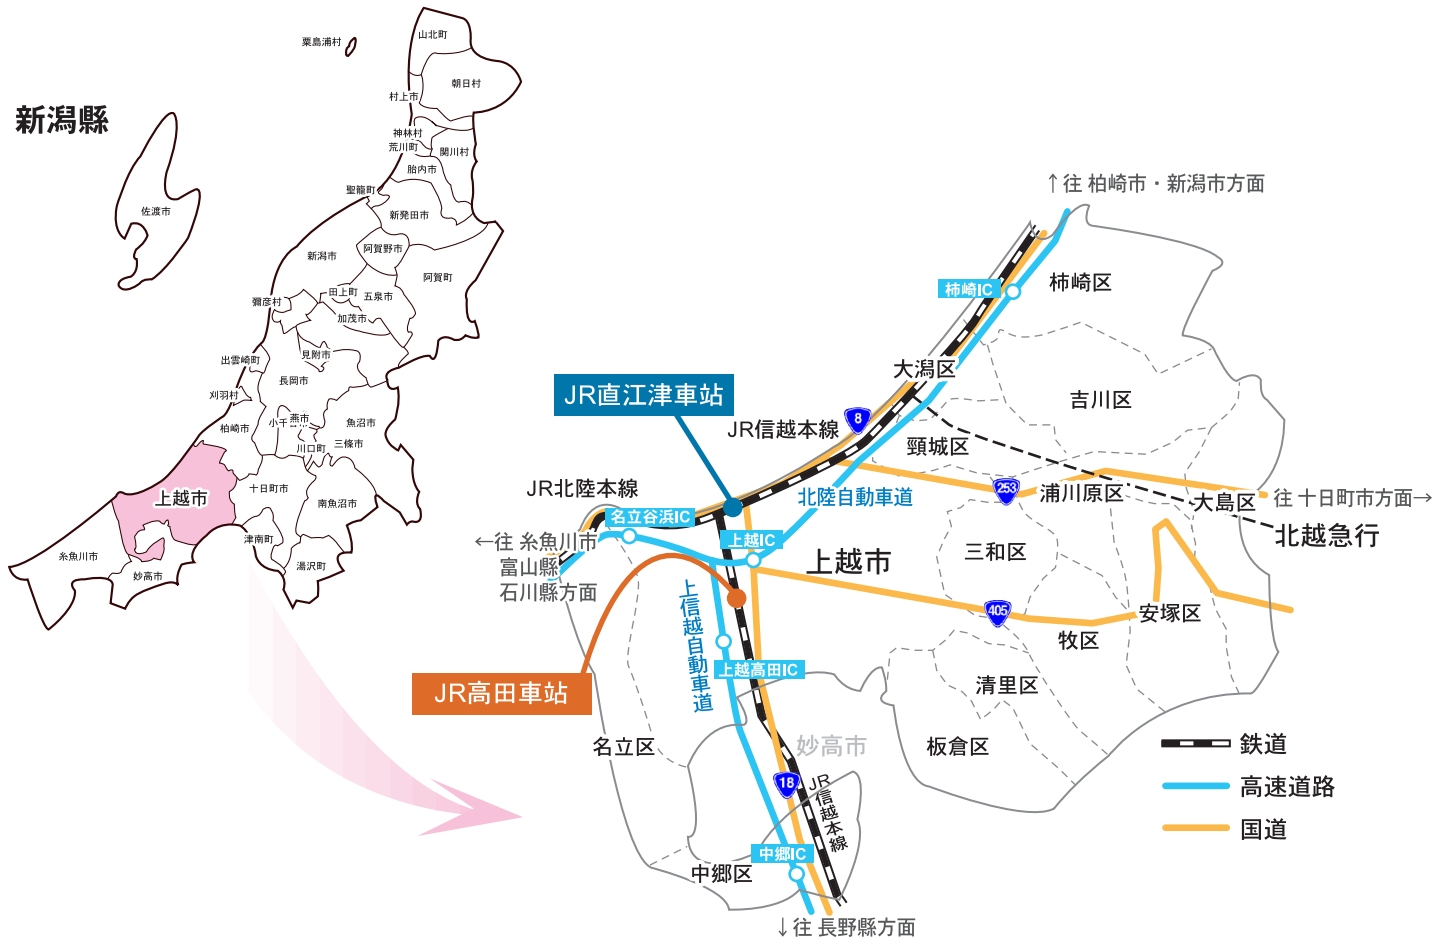 新潟縣
粟島浦村
山北町
朝日村
村上市
神林村
荒川町
関川村
胎内市
聖籠町
佐渡市
新発田市
新潟市
阿賀野市
阿賀町
田上町
五泉市
彌彦村
加茂市
見附市
出雲崎町
長岡市
刈羽村
燕市
小千
魚沼市
柏崎市
川口町
三條市
上越市
十日町市
南魚沼市
津南町
糸魚川市
妙高市
湯沢町
↑往 柏崎市・新潟市方面
柿崎区
柿崎IC
大潟区
JR直江津車站
吉川区
8
JR信越本線
頸城区
253
浦川原区
大島区
往 十日町市方面→
JR北陸本線
北陸自動車道
名立谷浜IC
北越急行
上越IC
←往 糸魚川市
富山縣
石川縣方面
上越市
三和区
405
安塚区
牧区
上信越自動車道
上越高田IC
JR高田車站
清里区
名立区
妙高市
板倉区
18
JR信越本線
中郷IC
中郷区
↓往 長野縣方面
鉄道
高速道路
国道